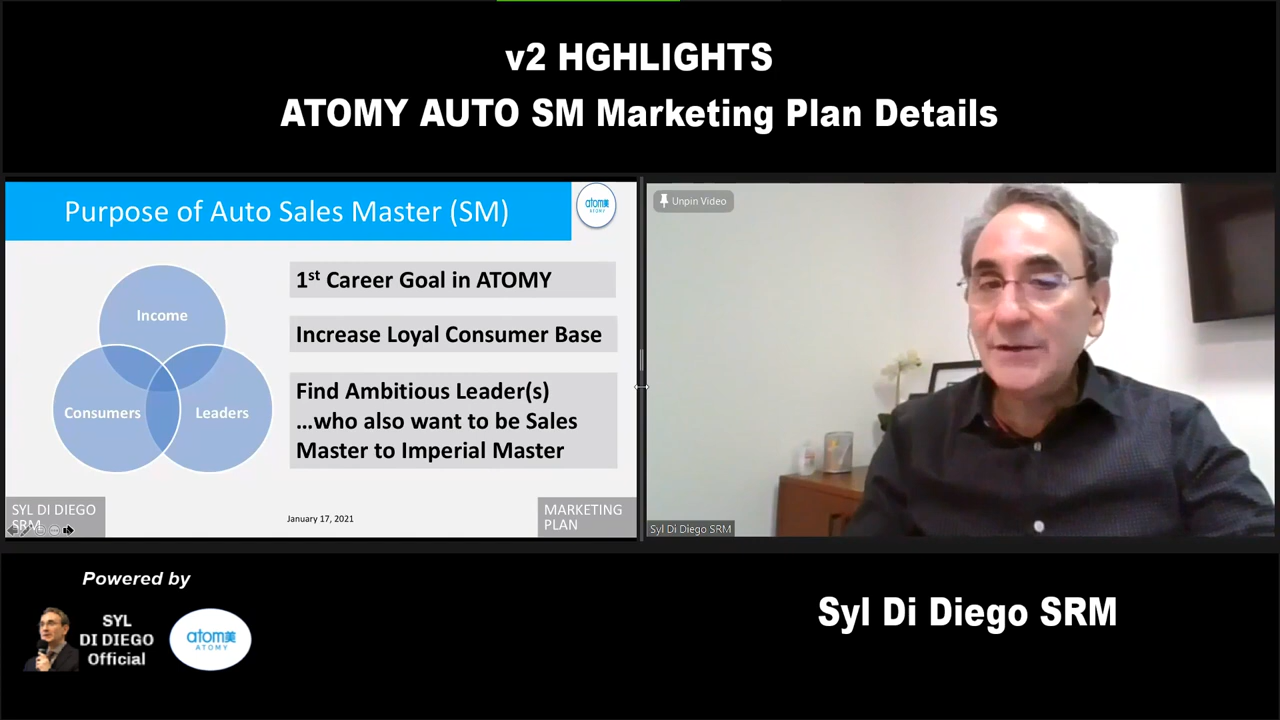 v2 HGHLIGHTS
ATOMY AUTO SM Marketing Plan Details
Purpose of Auto Sales Master (SM)
atom美
ATOMY
Income
Consumers
Leaders
1st Career Goal in ATOMY
Increase Loyal Consumer Base
Find Ambitious Leader(s)
...who also want to be Sales
Master to Imperial Master
SYL DI DIEGO
SRM
January 17, 2021
MARKETING
PLAN
Unpin Video
Syl Di Diego SRM
Powered by
SYL
DI DIEGO
Official
atom美
ATOMY
Syl Di Diego SRM